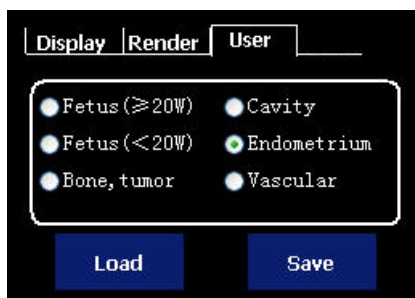 Display Render User
Fetus(≥20W) Cavity
Fetus(<20W) Endometrium
Bone,tumor Vascular
Load Save